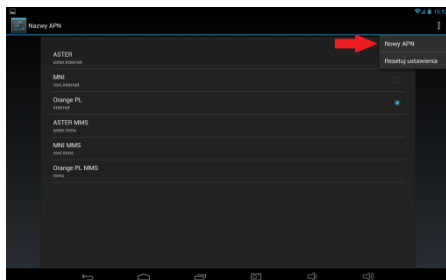 Nazwy APN
Nowy APN
Resetuj ustawienia
ASTER
aster.internet
MNI
mni.internet
Orange PL
internet
ASTER MMS
aster.mms
MNI MMS
mni.mms
Orange PL MMS
mms